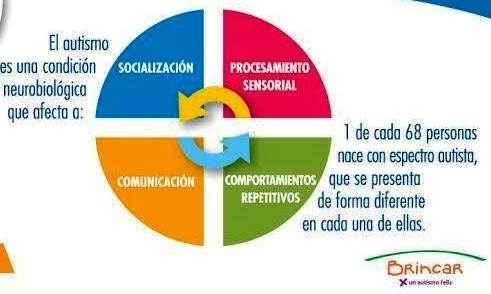 El autismo
es una condición
neurobiológica
que afecta a:
SOCIALIZACIÓN
PROCESAMIENTO
SENSORIAL
COMUNICACIÓN
COMPORTAMIENTOS
REPETITIVOS
1 de cada 68 personas
nace con espectro autista,
que se presenta
de forma diferente
en cada una de ellas.
Brincar
x un autismo feliz